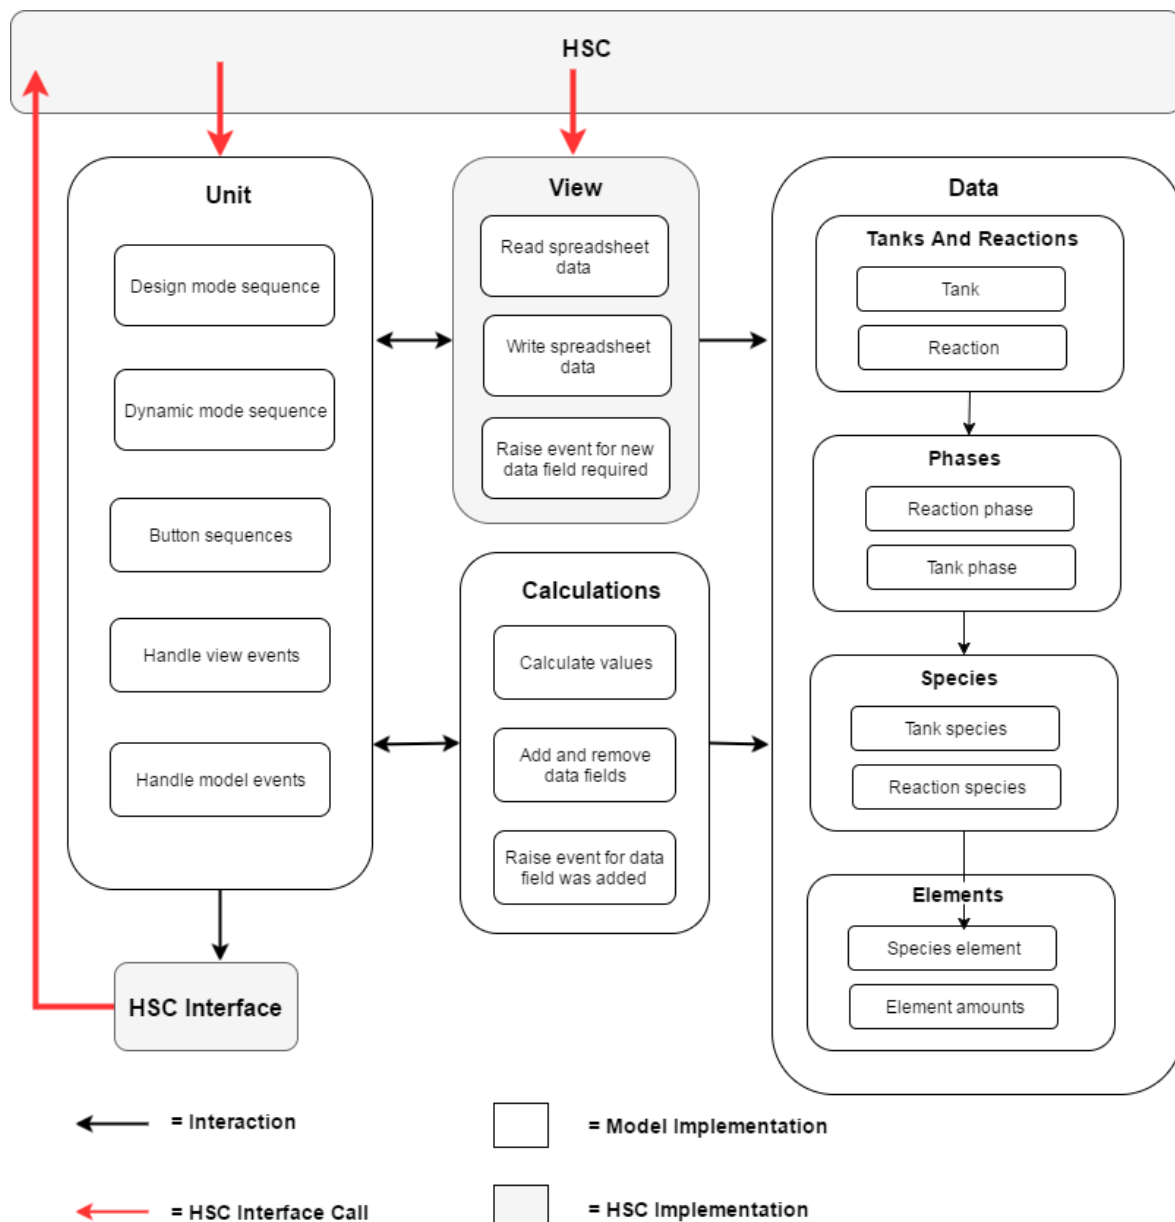 HSC
Unit
Design mode sequence
Dynamic mode sequence
Button sequences
Handle view events
Handle model events
HSC Interface
View
Read spreadsheet
data
Write spreadsheet
data
Raise event for new
data field required
Calculations
Calculate values
Add and remove
data fields
Raise event for data
field was added
Data
Tanks And Reactions
Tank
Reaction
Phases
Reaction phase
Tank phase
Species
Tank species
Reaction species
Elements
Species element
Element amounts
= Interaction
= Model Implementation
= HSC Interface Call
= HSC Implementation